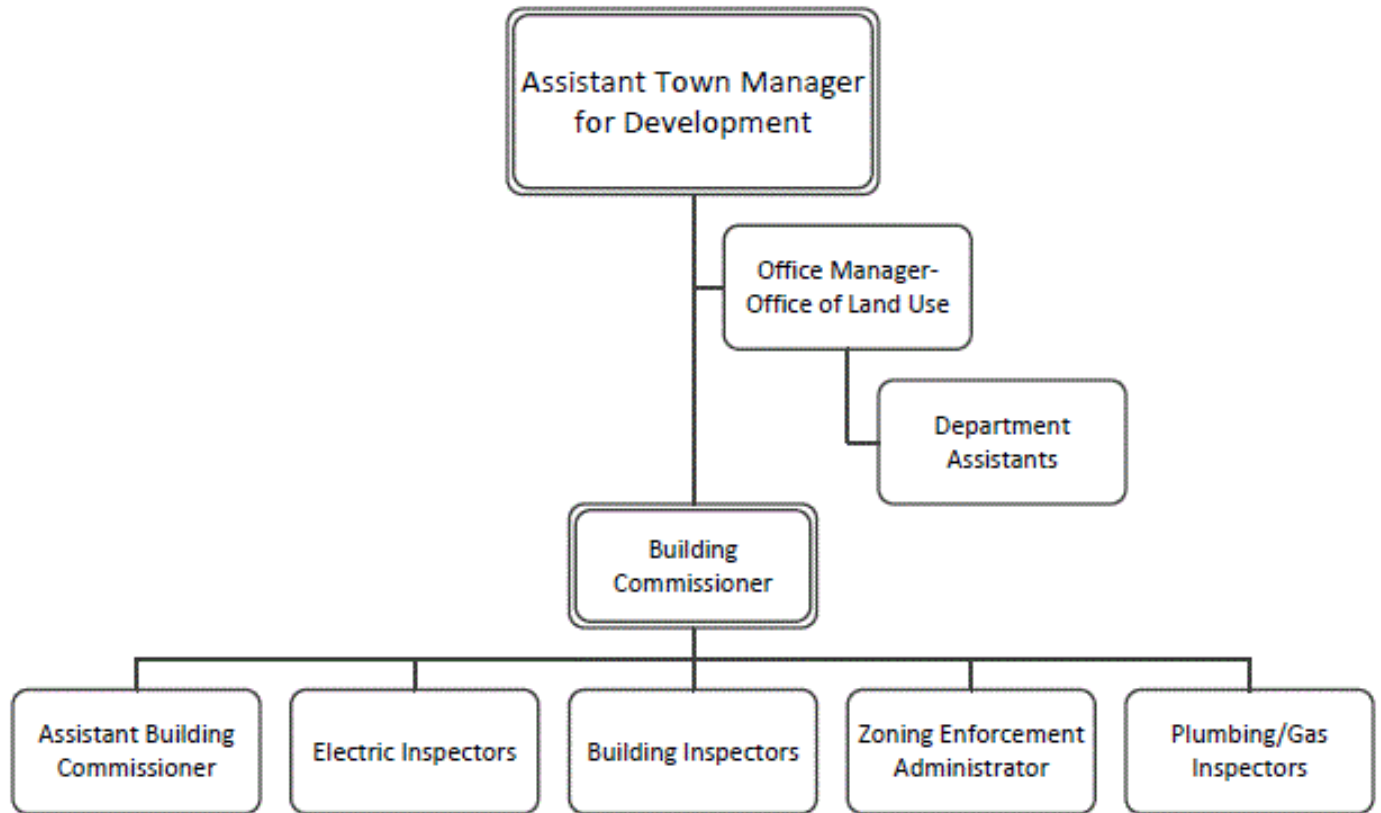 Assistant Town Manager
for Development
Office Manager-
Office of Land Use
Department
Assistants
Building
Commissioner
Assistant Building
Commissioner
Electric Inspectors
Building Inspectors
Zoning Enforcement
Administrator
Plumbing/Gas
Inspectors